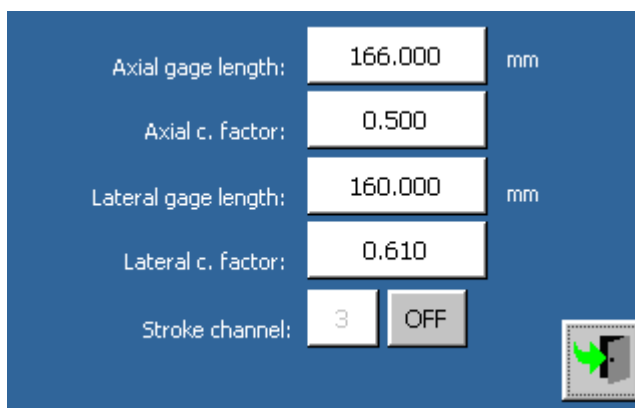 Axial gage length: 166.000 mm
Axial c. factor: 0.500
Lateral gage length: 160.000 mm
Lateral c. factor: 0.610
Stroke channel: 3 OFF